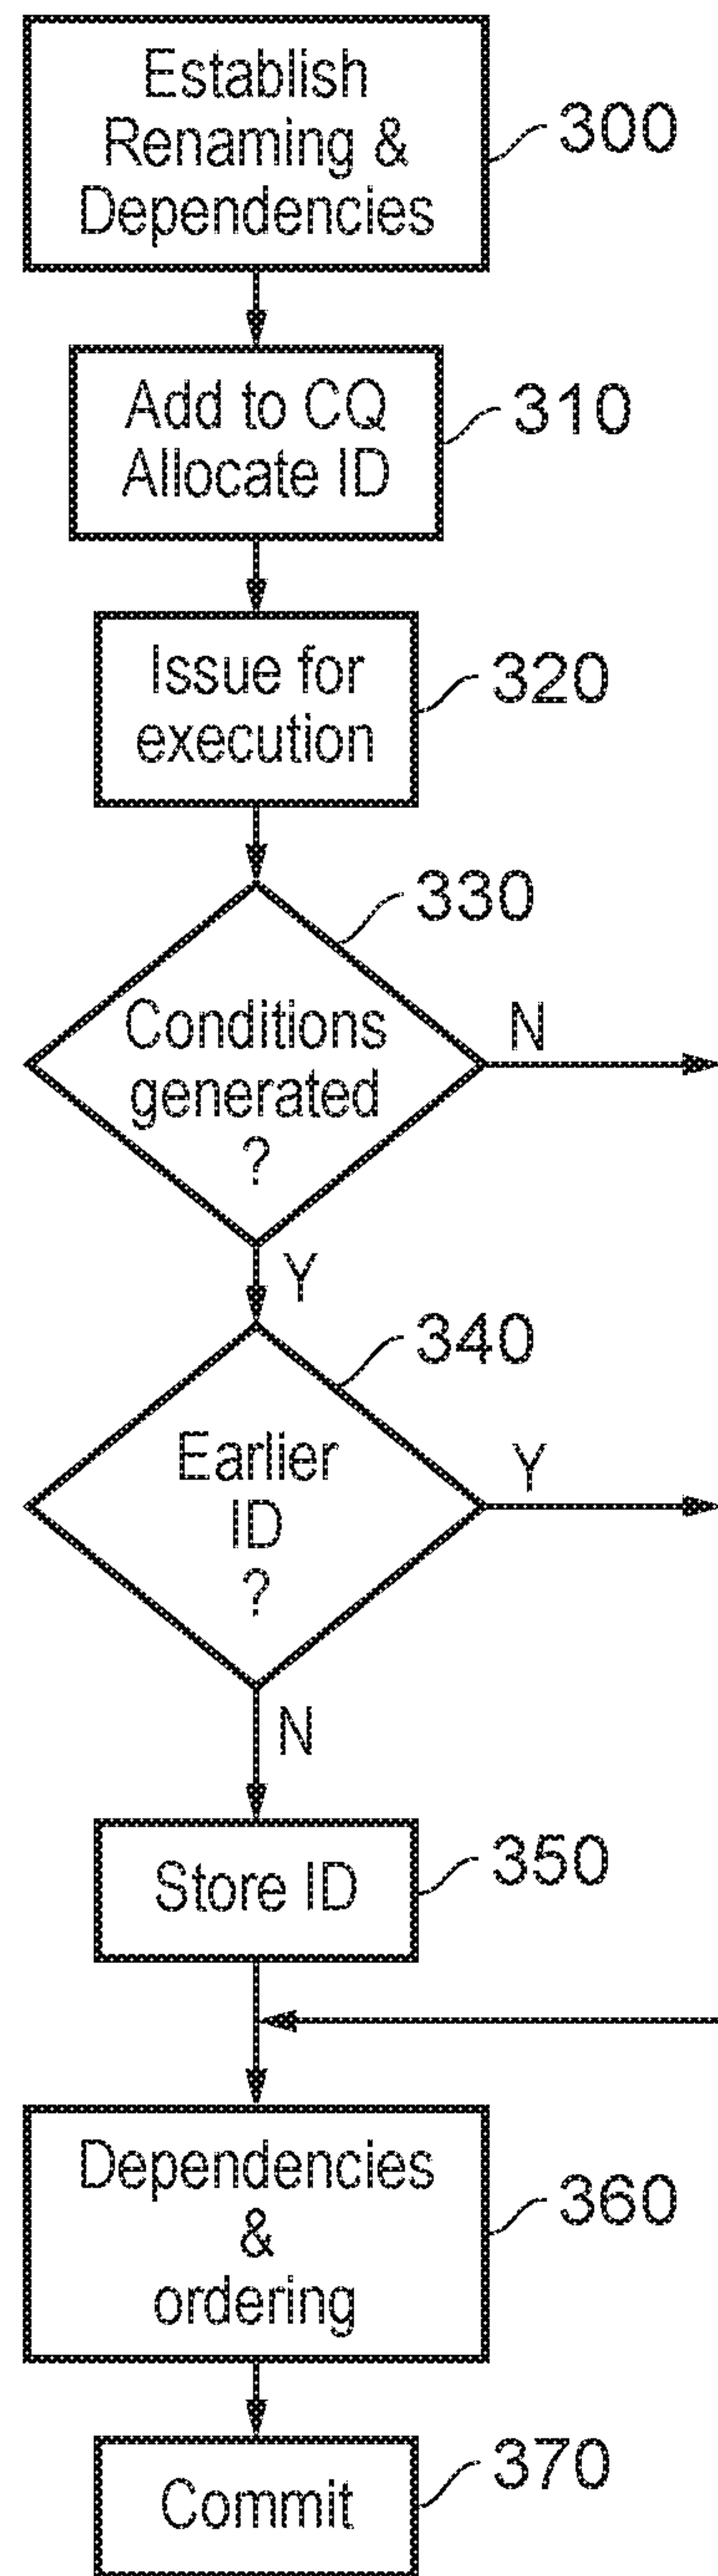 Establish
Renaming &
Dependencies
300
Add to CQ
Allocate ID
310
Issue for
execution
320
330
Conditions
generated
?
N
Y
340
Earlier
ID
?
Y
N
Store ID
350
Dependencies
&
ordering
360
Commit
370